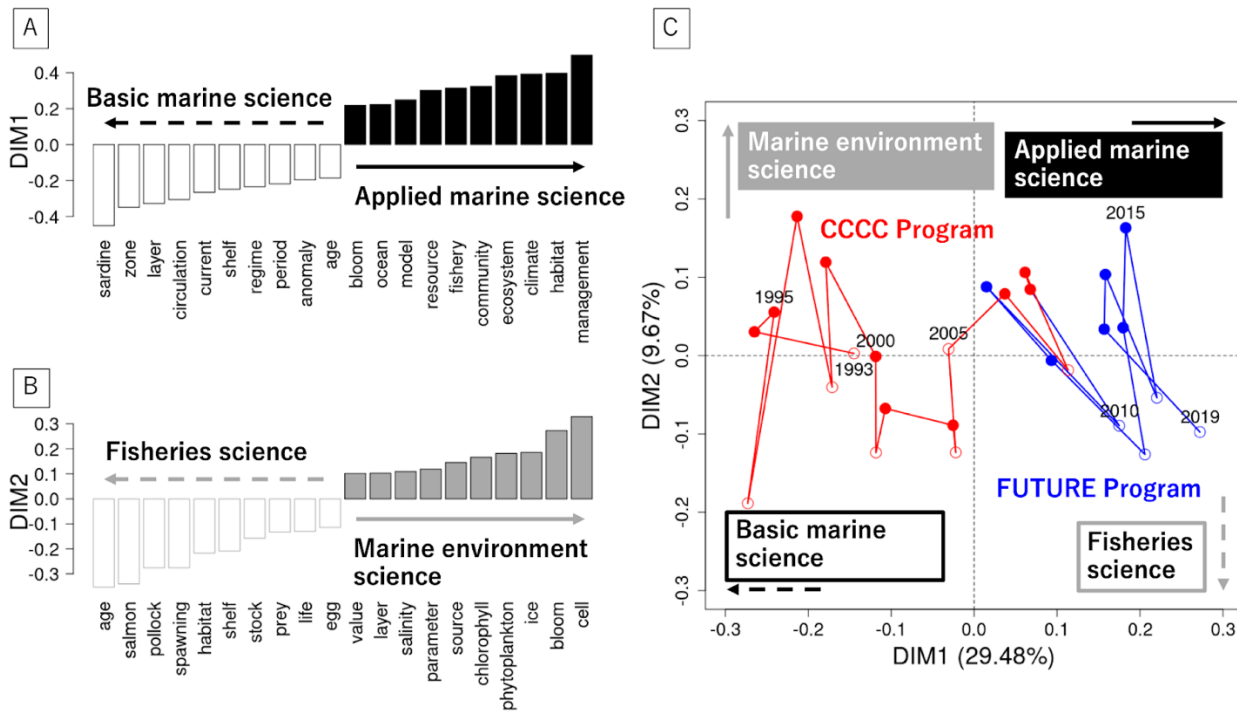 A
DIM1
0.4
0.2
0.0
-0.2
-0.4
Basic marine science
Applied marine science
sardine
zone
layer
circulation
current
shelf
regime
period
anomaly
age
bloom
ocean
model
resource
fishery
community
ecosystem
climate
habitat
management
B
DIM2
0.3
0.2
0.1
0.0
-0.1
-0.2
-0.3
Fisheries science
Marine environment
science
age
salmon
pollock
spawning
habitat
shelf
stock
prey
life
egg
value
layer
salinity
parameter
source
chlorophyll
phytoplankton
ice
bloom
cell
C
DIM2 (9.67%)
0.3
0.2
0.1
0.0
-0.1
-0.2
-0.3
Marine environment
science
Applied marine
science
CCCC Program
2015
1995
2000
1993
2005
2010
2019
FUTURE Program
Basic marine
science
Fisheries
science
-0.3
-0.2
-0.1
0.0
0.1
0.2
0.3
DIM1 (29.48%)